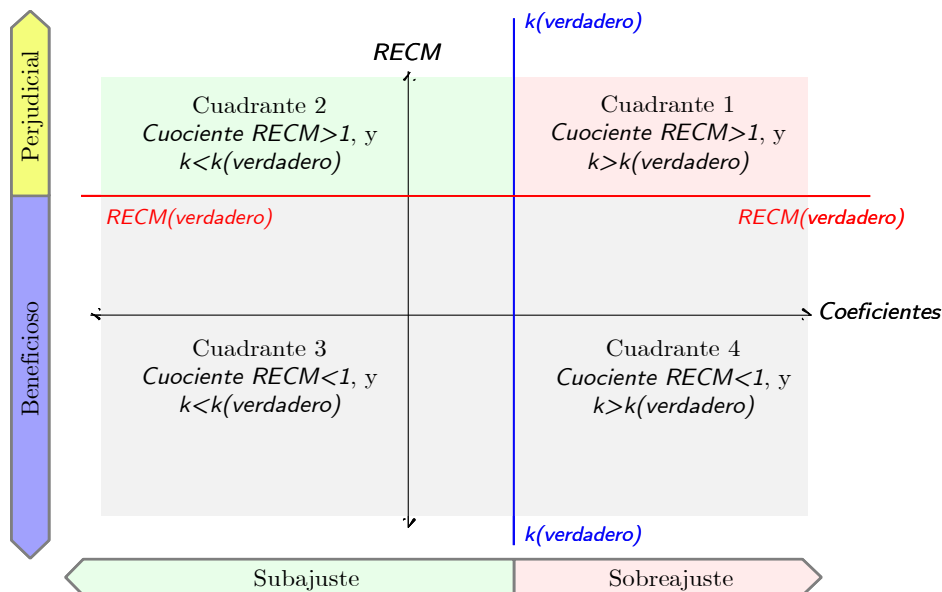 k(verdadero)
RECM
Perjudicial
Cuadrante 2
Cuociente RECM>1, y
k<k(verdadero)
Cuadrante 1
Cuociente RECM>1, y
k>k(verdadero)
RECM(verdadero)
RECM(verdadero)
Coeficientes
Beneficioso
Cuadrante 3
Cuociente RECM<1, y
k<k(verdadero)
Cuadrante 4
Cuociente RECM<1, y
k>k(verdadero)
k(verdadero)
Subajuste
Sobreajuste